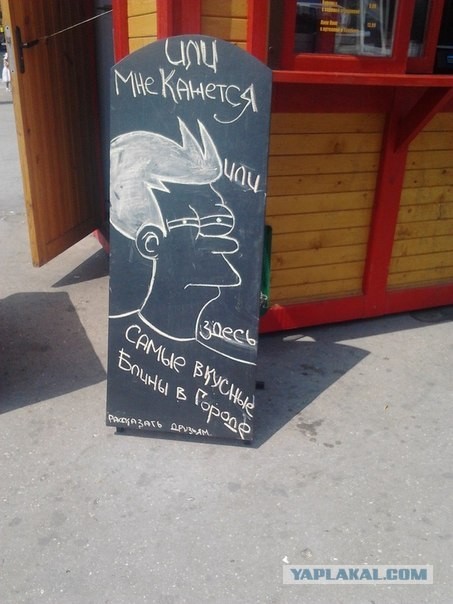 или
Мне Кажется
или
здесь
самые вкусные
Блины в Городе
рассказать друзьям
YAPLAKAL.COM